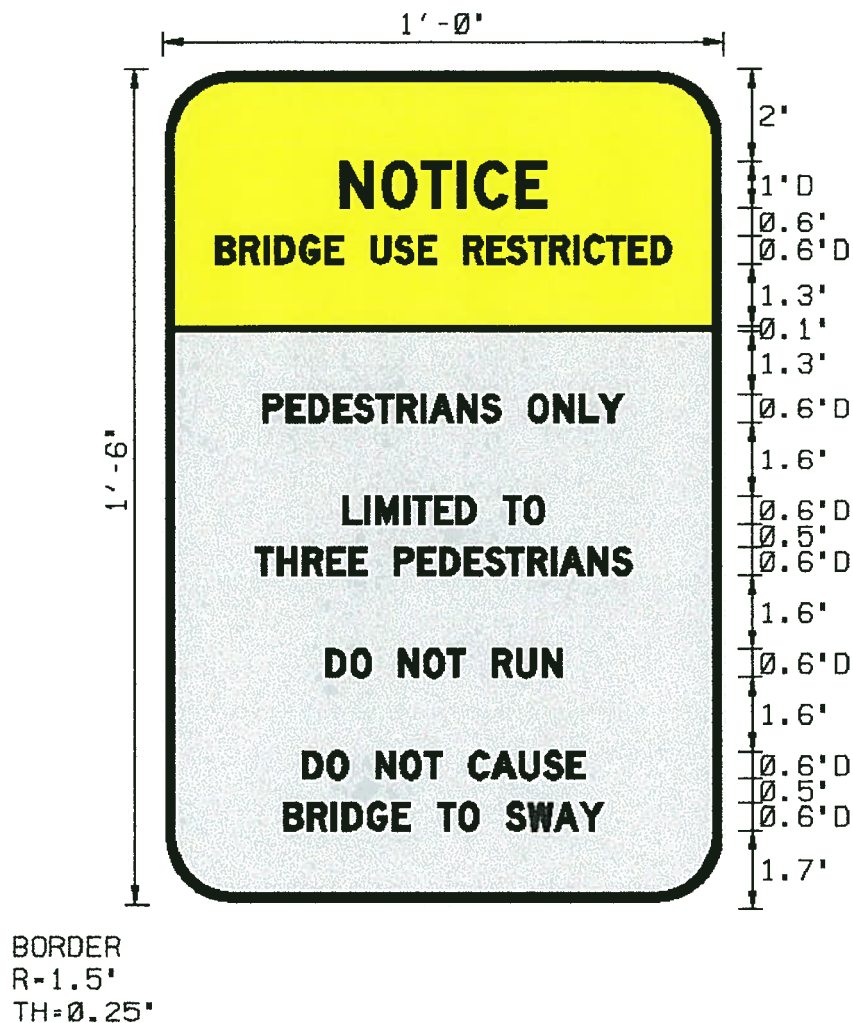 1'-0"
2"
NOTICE
1"D
0.6"
BRIDGE USE RESTRICTED
0.6"D
1.3"
0.1"
1.3"
PEDESTRIANS ONLY
0.6"D
1.6"
1'-6"
LIMITED TO
0.6"D
0.5"
THREE PEDESTRIANS
0.6"D
1.6"
DO NOT RUN
0.6"D
1.6"
DO NOT CAUSE
0.6"D
0.5"
BRIDGE TO SWAY
0.6"D
1.7"
BORDER
R=1.5"
TH=0.25"